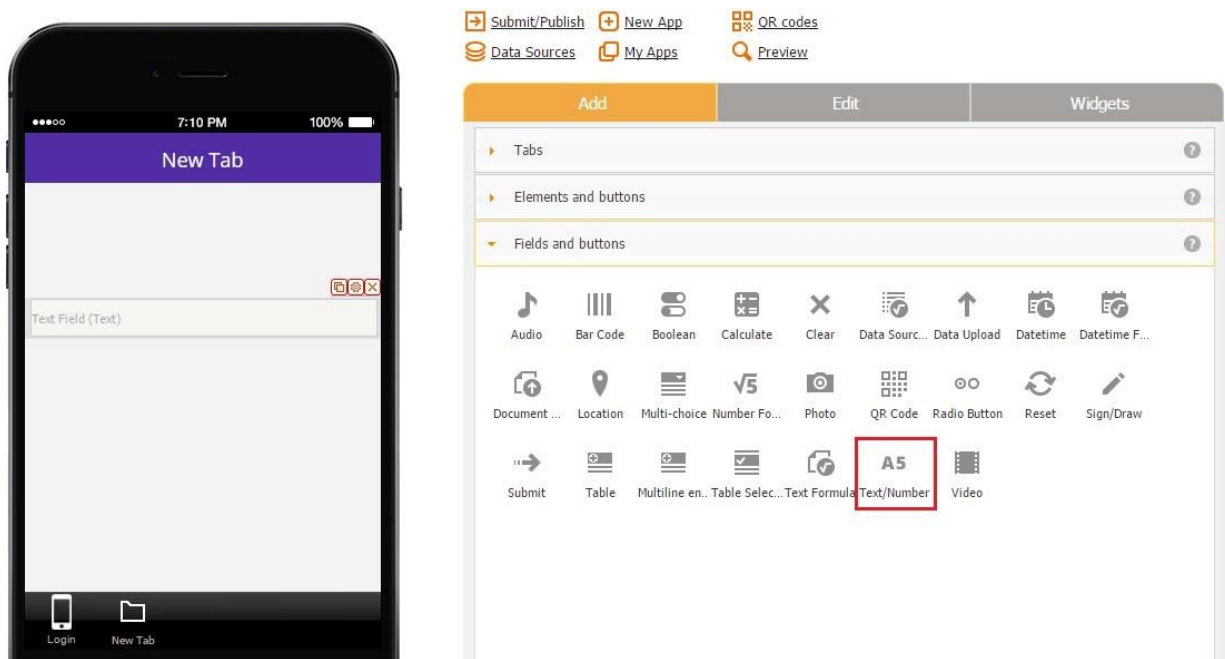 7:10 PM
100%
New Tab
Text Field (Text)
Login
New Tab
Submit/Publish
New App
QR codes
Data Sources
My Apps
Preview
Add
Edit
Widgets
Tabs
?
Elements and buttons
?
Fields and buttons
?
Audio
Bar Code
Boolean
Calculate
Clear
Data Sourc...
Data Upload
Datetime
Datetime F...
√5
Document ...
Location
Multi-choice
Number Fo...
Photo
QR Code
Radio Button
Reset
Sign/Draw
A5
Submit
Table
Multiline en..
Table Selec...
Text Formula
Text/Number
Video